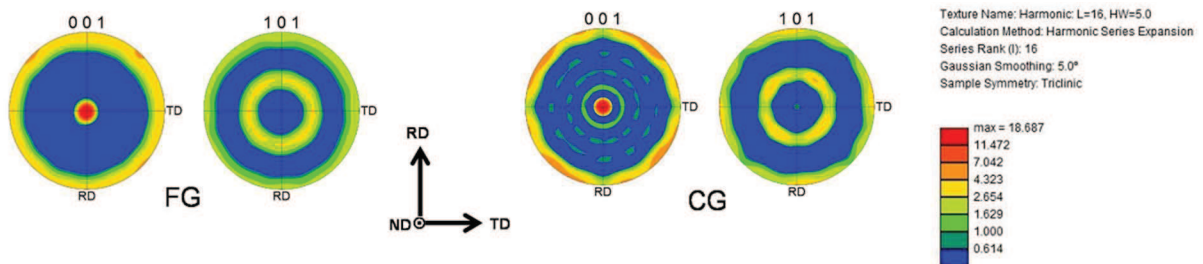 0 0 1
1 0 1
TD
TD
RD
RD
FG
RD
ND
TD
0 0 1
1 0 1
TD
TD
RD
RD
CG
Texture Name: Harmonic: L=16, HW=5.0
Calculation Method: Harmonic Series Expansion
Series Rank (l): 16
Gaussian Smoothing: 5.0°
Sample Symmetry: Triclinic
max = 18.687
11.472
7.042
4.323
2.654
1.629
1.000
0.614